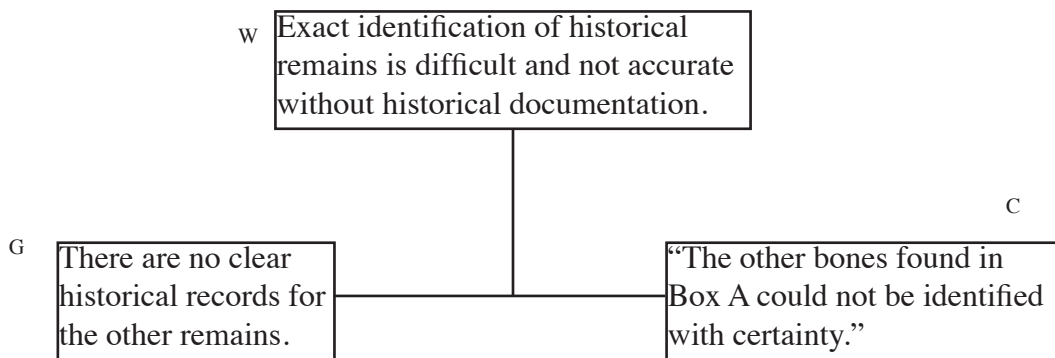 W
Exact identification of historical
remains is difficult and not accurate
without historical documentation.
C
G
There are no clear
historical records for
the other remains.
“The other bones found in
Box A could not be identified
with certainty.”